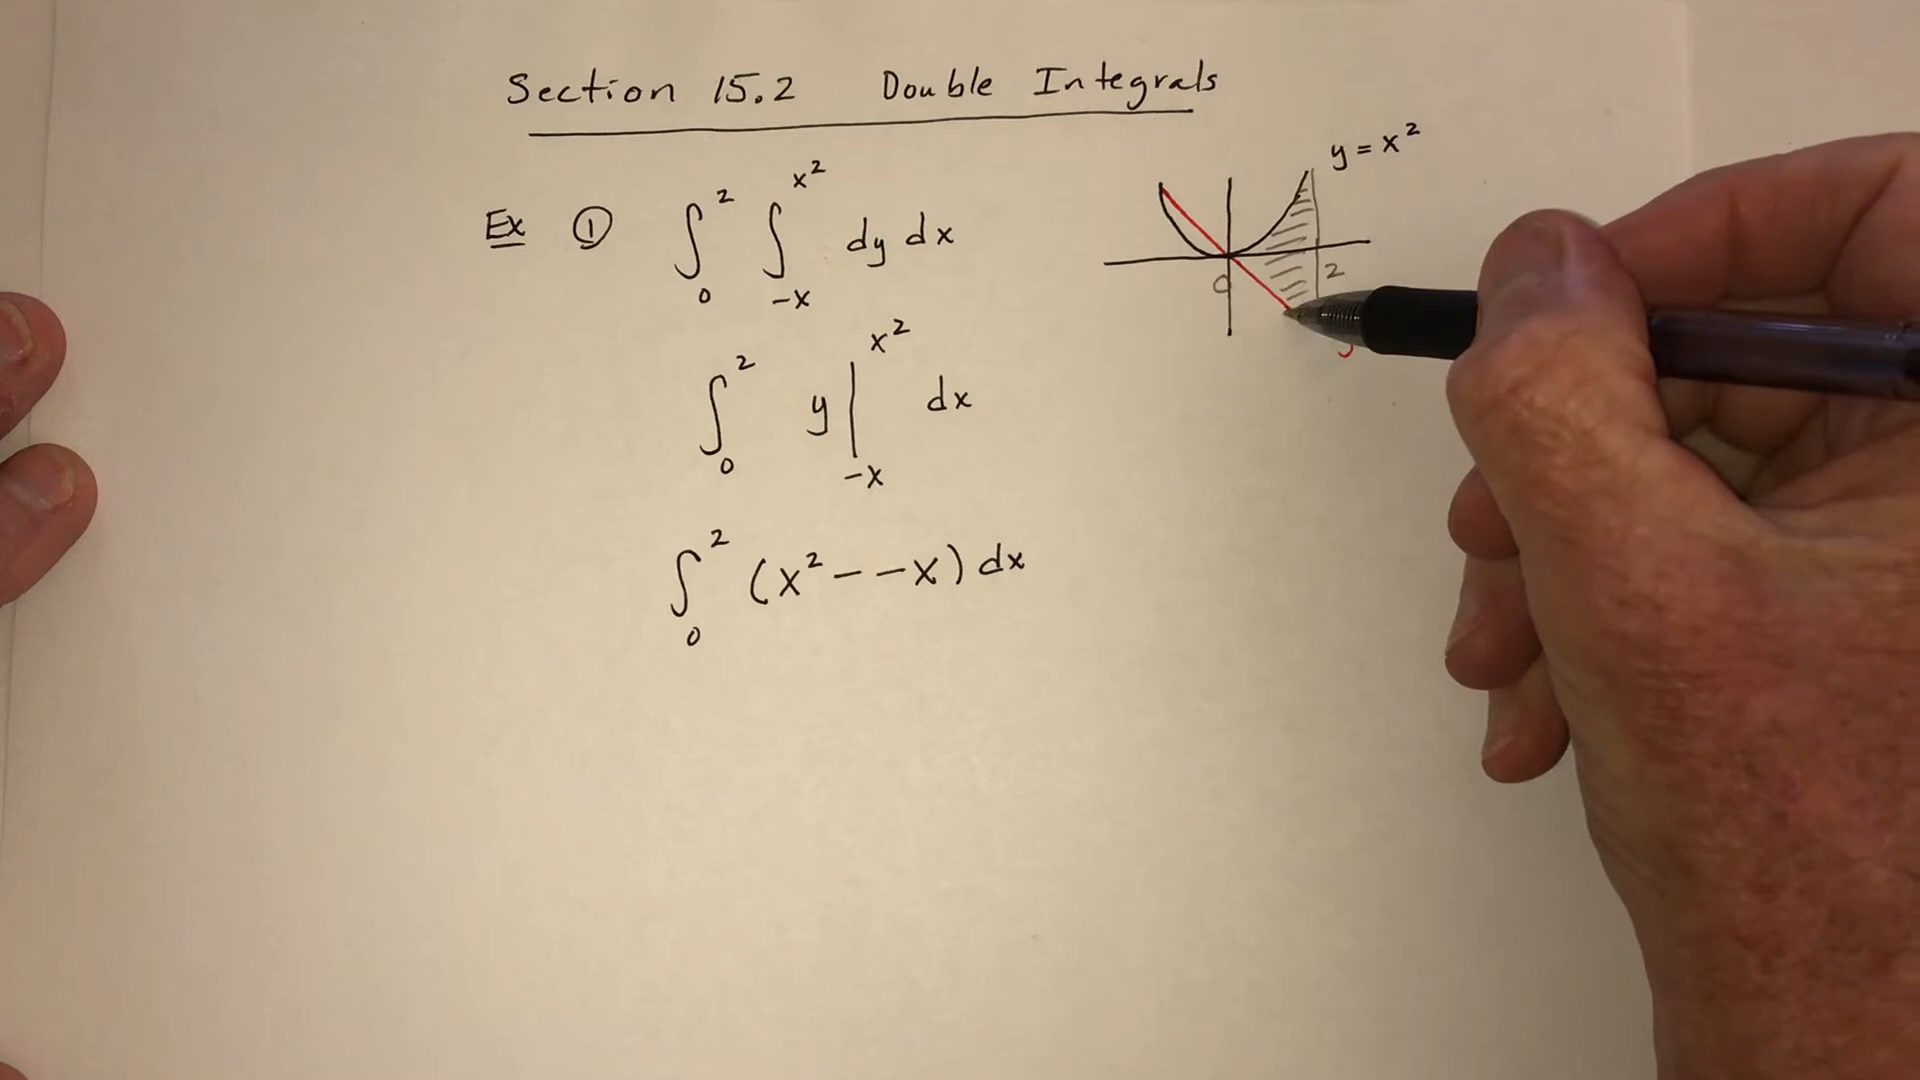 Section 15.2 Double Integrals
Ex ① ∫₀² ∫₋ₓ^(x²) dy dx
y = x²
0 2
∫₀² y |₋ₓ^(x²) dx
∫₀² (x² - -x) dx